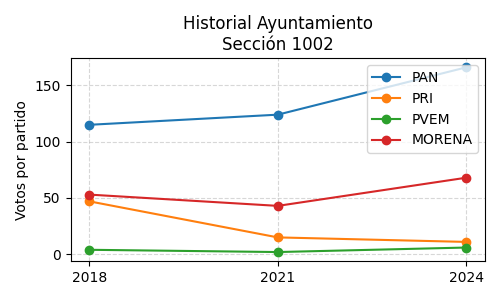 Historial Ayuntamiento
Sección 1002
Votos por partido
150
100
50
0
2018
2021
2024
PAN
PRI
PVEM
MORENA